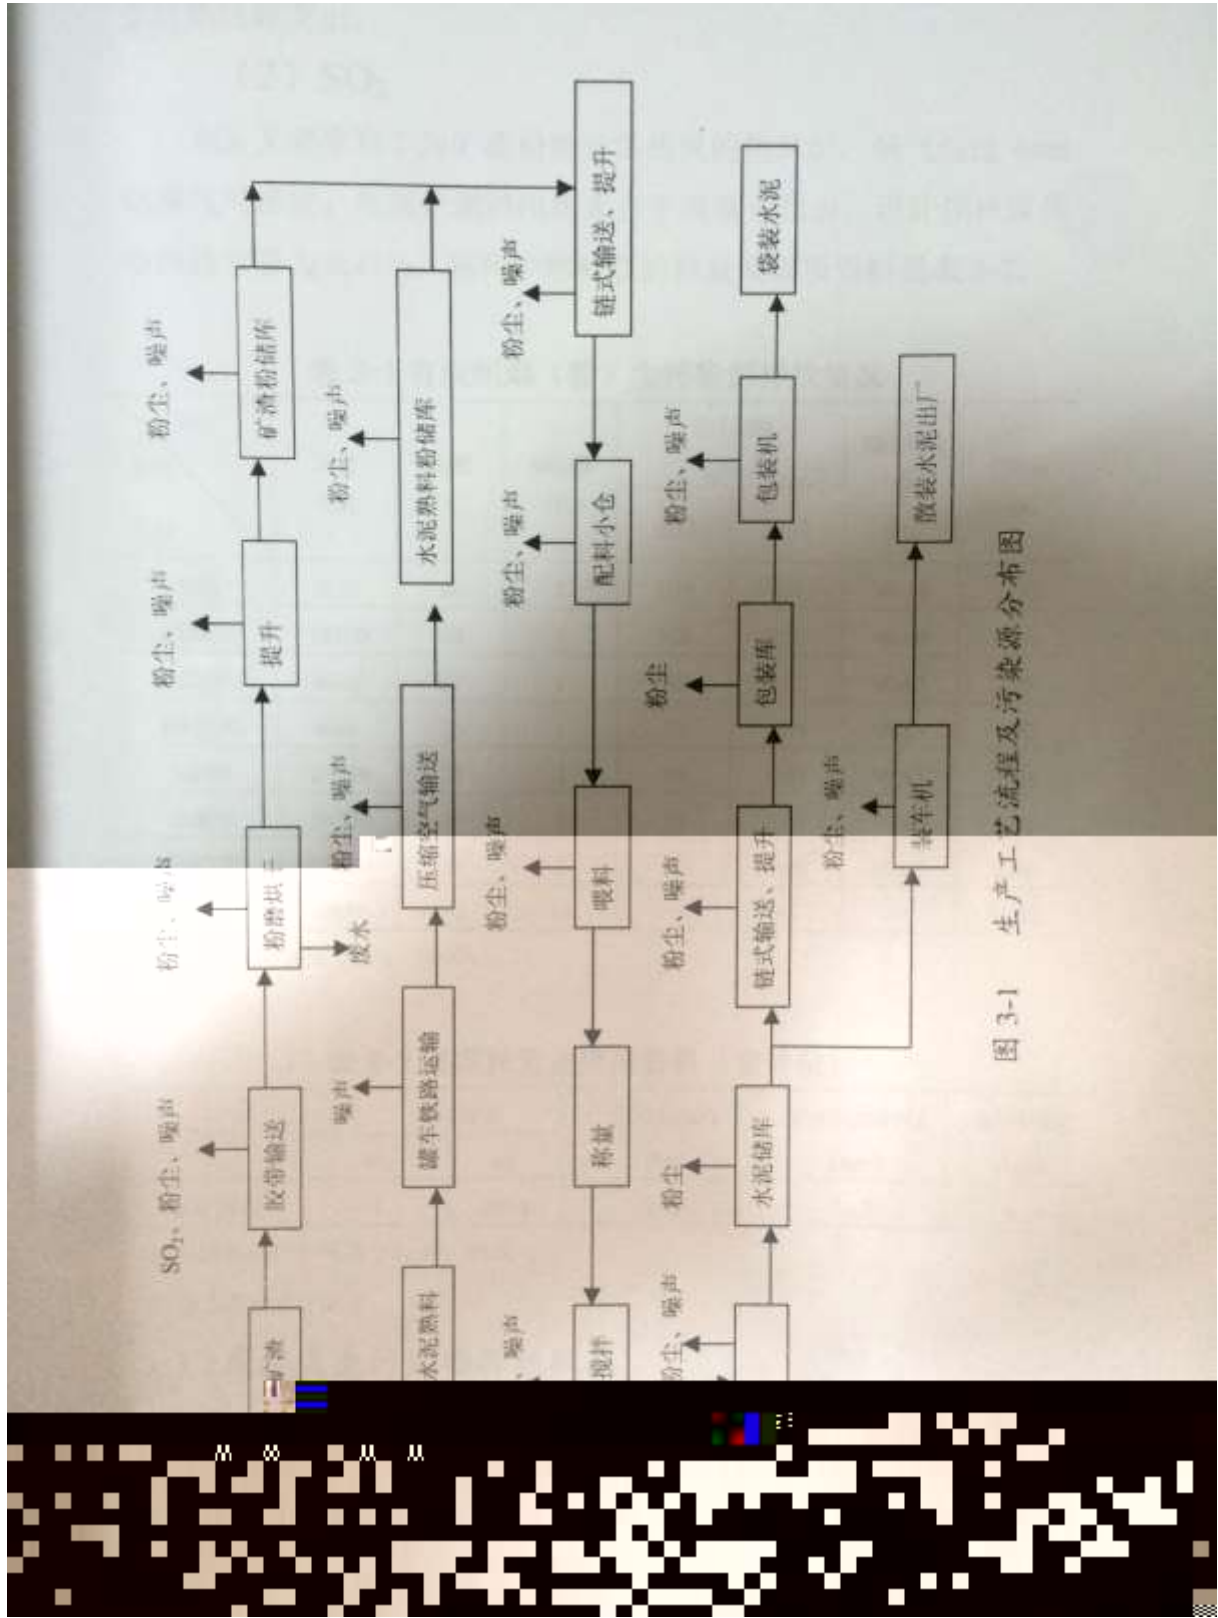 SO₂、粉尘、噪声
粉尘、噪声
粉尘、噪声
粉尘、噪声
矿渣
胶带输送
粉磨烘
提升
矿渣粉储库
废水
噪声
粉尘、噪声
粉尘、噪声
水泥熟料
罐车铁路运输
压缩空气输送
水泥熟料粉储库
、噪声
粉尘、噪声
粉尘、噪声
粉尘、噪声
搅拌
称量
喂料
配料小仓
链式输送、提升
粉尘、噪声
粉尘
粉尘、噪声
粉尘
粉尘、噪声
水泥储库
链式输送、提升
包装库
包装机
袋装水泥
粉尘、噪声
装车机
散装水泥出厂
图 3-1 生产工艺流程及污染源分布图